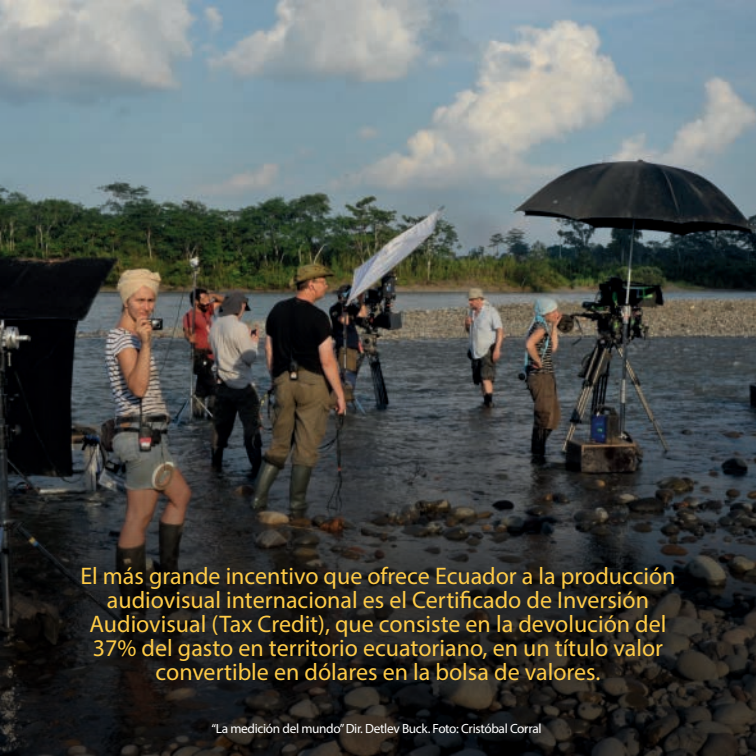 El más grande incentivo que ofrece Ecuador a la producción
audiovisual internacional es el Certificado de Inversión
Audiovisual (Tax Credit), que consiste en la devolución del
37% del gasto en territorio ecuatoriano, en un título valor
convertible en dólares en la bolsa de valores.
“La medición del mundo” Dir. Detlev Buck. Foto: Cristóbal Corral